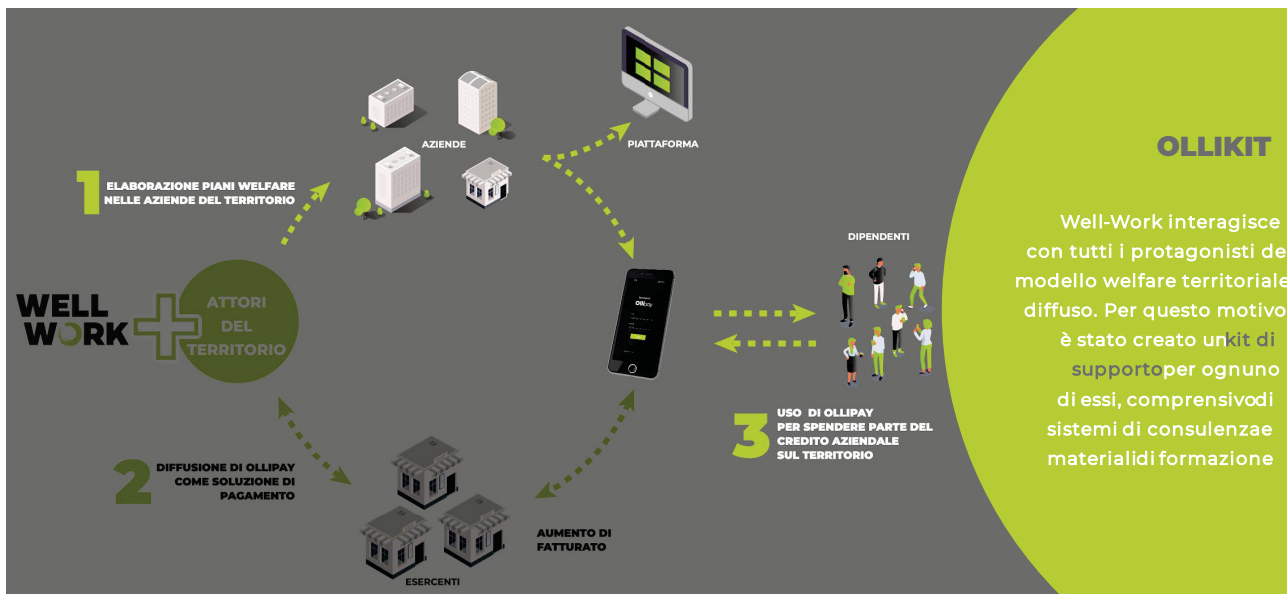 AZIENDE
PIATTAFORMA
1
ELABORAZIONE PIANI WELFARE
NELLE AZIENDE DEL TERRITORIO
WELL
WORK
ATTORI
DEL
TERRITORIO
OLLIpay
DIPENDENTI
2
DIFFUSIONE DI OLLIPAY
COME SOLUZIONE DI
PAGAMENTO
ESERCENTI
AUMENTO DI
FATTURATO
3
USO DI OLLIPAY
PER SPENDERE PARTE DEL
CREDITO AZIENDALE
SUL TERRITORIO
OLLIKIT
Well-Work interagisce
con tutti i protagonisti de
modello welfare territoriale
diffuso. Per questo motivo
è stato creato unkit di
supportoper ognuno
di essi, comprensivodi
sistemi di consulenzae
materialidi formazione